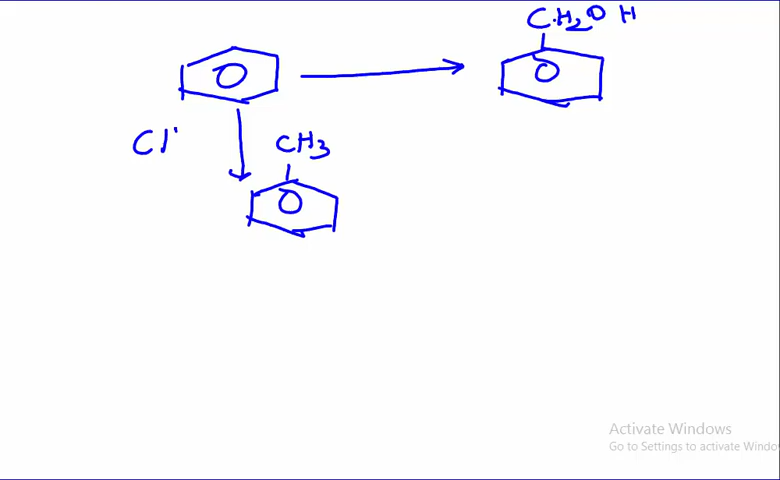 CH2OH
Cl
CH3
Activate Windows
Go to Settings to activate Windo